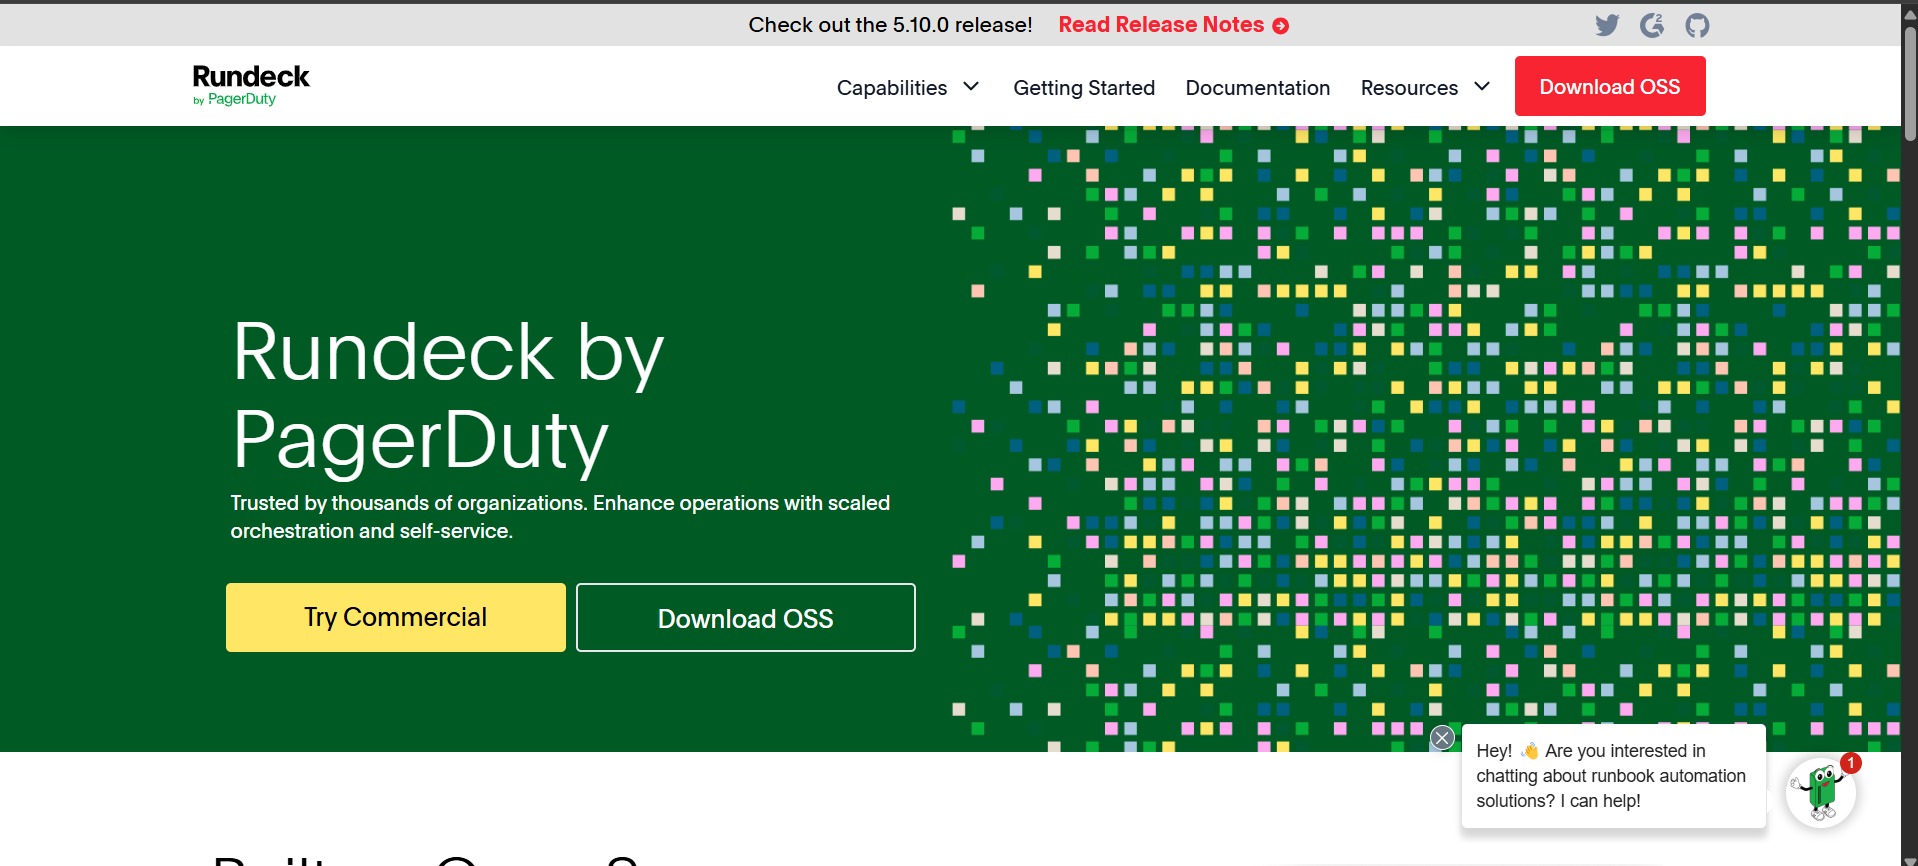 Check out the 5.10.0 release! Read Release Notes
Rundeck
by PagerDuty
Capabilities Getting Started Documentation Resources Download OSS
Rundeck by
PagerDuty
Trusted by thousands of organizations. Enhance operations with scaled
orchestration and self-service.
Try Commercial Download OSS
Hey! 👋 Are you interested in
chatting about runbook automation
solutions? I can help!
1